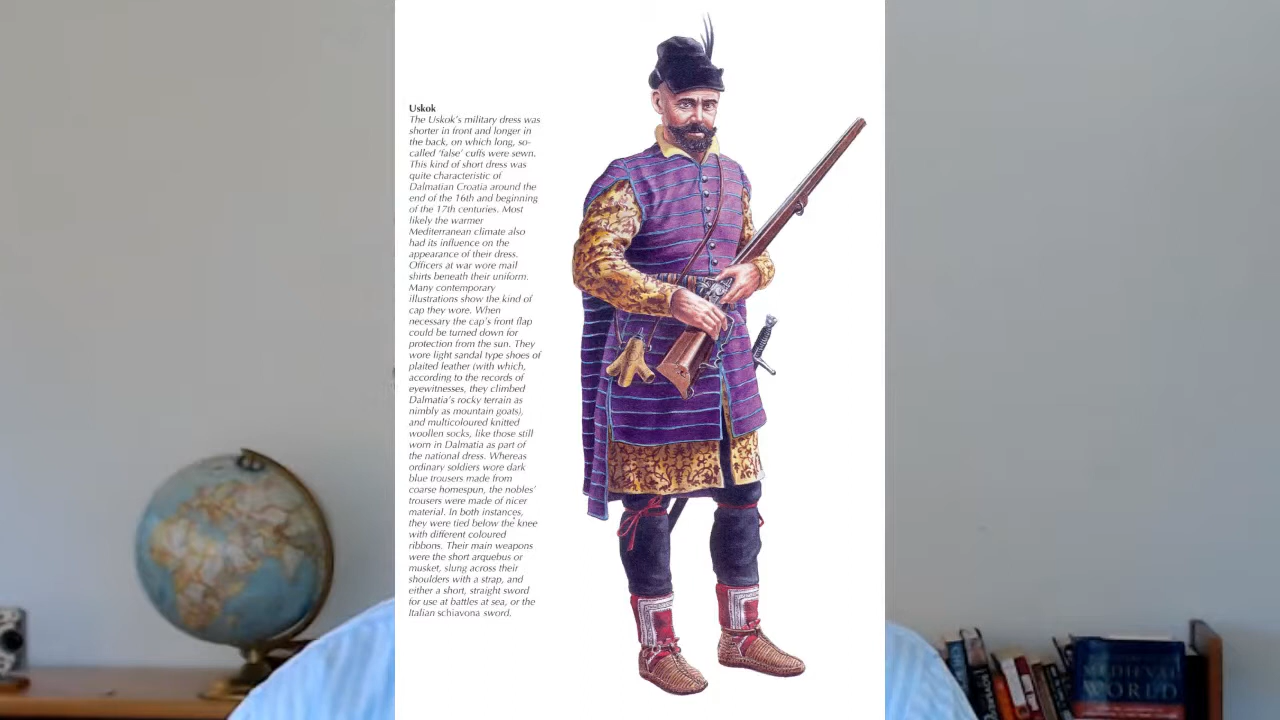 Uskok
The Uskok's military dress was
shorter in front and longer in
the back, on which long, so-
called 'false' cuffs were sewn.
This kind of short dress was
quite characteristic of
Dalmatian Croatia around the
end of the 16th and beginning
of the 17th centuries. Most
likely the warmer
Mediterranean climate also
had its influence on the
appearance of their dress.
Officers at war wore mail
shirts beneath their uniform.
Many contemporary
illustrations show the kind of
cap they wore. When
necessary the cap's front flap
could be turned down for
protection from the sun. They
wore light sandal type shoes of
plaited leather (with which,
according to the records of
eyewitnesses, they climbed
Dalmatia's rocky terrain as
nimbly as mountain goats),
and multicoloured knitted
woollen socks, like those still
worn in Dalmatia as part of
the national dress. Whereas
ordinary soldiers wore dark
blue trousers made from
coarse homespun, the nobles'
trousers were made of nicer
material. In both instances,
they were tied below the knee
with different coloured
ribbons. Their main weapons
were the short arquebus or
musket, slung across their
shoulders with a strap, and
either a short, straight sword
for use at battles at sea, or the
Italian schiavona sword.
MEDIEVAL
WORLD